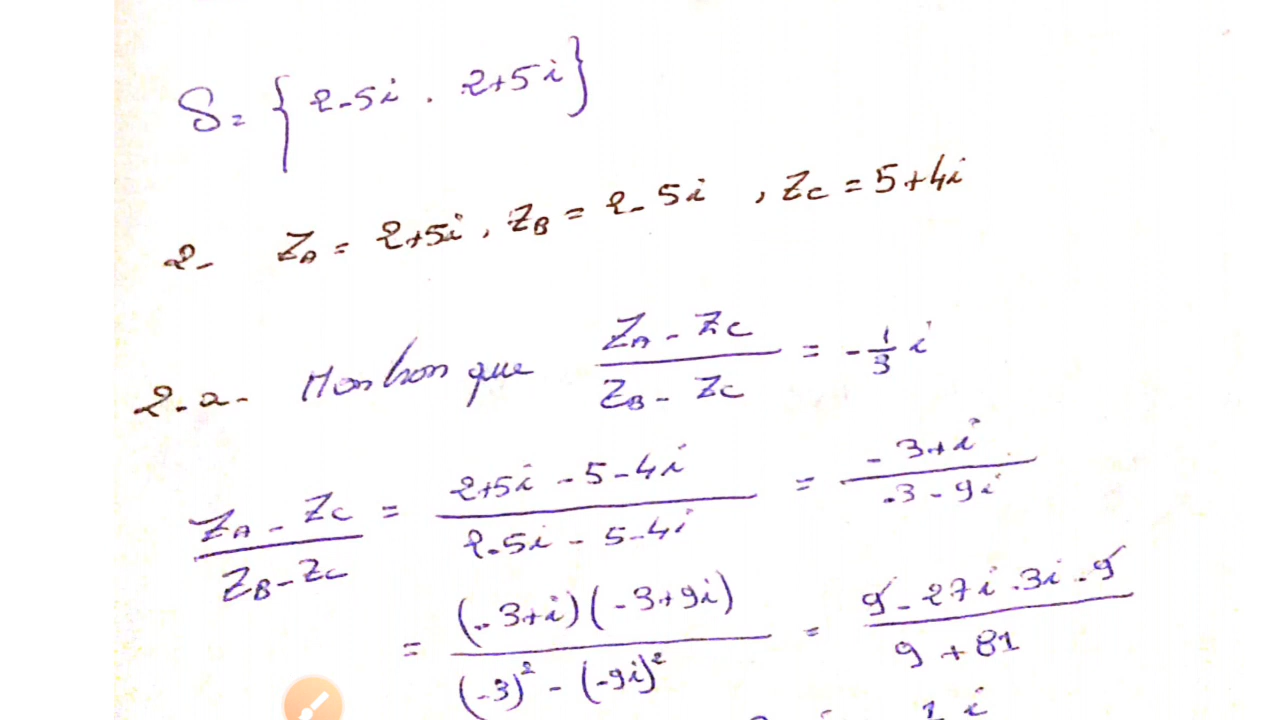 S = { 2-5i . 2+5i }
2- Z_A = 2+5i , Z_B = 2-5i , Z_C = 5+4i
2-a- Montron que (Z_A - Z_C)/(Z_B - Z_C) = -1/3 i
(Z_A - Z_C)/(Z_B - Z_C) = (2+5i-5-4i)/(2-5i-5-4i) = (-3+i)/(-3-9i)
= ((-3+i)(-3+9i))/((-3)² - (-9i)²) = (9-27i-3i-9)/(9+81)